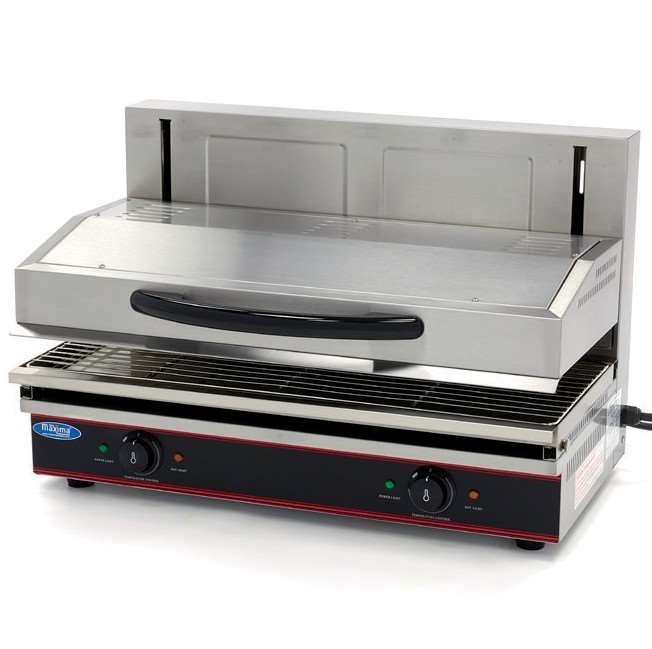 maxima
POWER LIGHT
HOT LIGHT
TEMPERATURE CONTROL
POWER LIGHT
HOT LIGHT
TEMPERATURE CONTROL